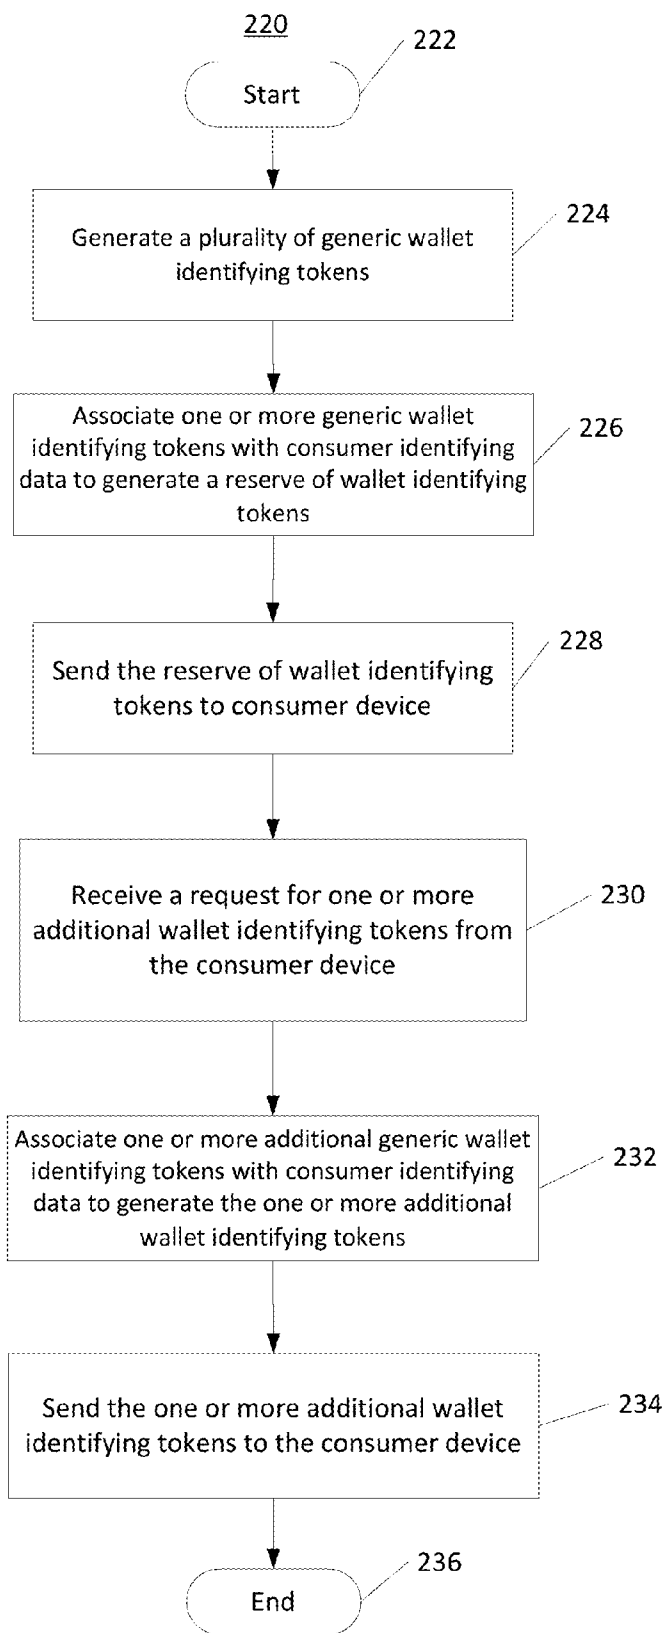 220
222
Start
224
Generate a plurality of generic wallet
identifying tokens
226
Associate one or more generic wallet
identifying tokens with consumer identifying
data to generate a reserve of wallet identifying
tokens
228
Send the reserve of wallet identifying
tokens to consumer device
230
Receive a request for one or more
additional wallet identifying tokens from
the consumer device
232
Associate one or more additional generic wallet
identifying tokens with consumer identifying
data to generate the one or more additional
wallet identifying tokens
234
Send the one or more additional wallet
identifying tokens to the consumer device
236
End